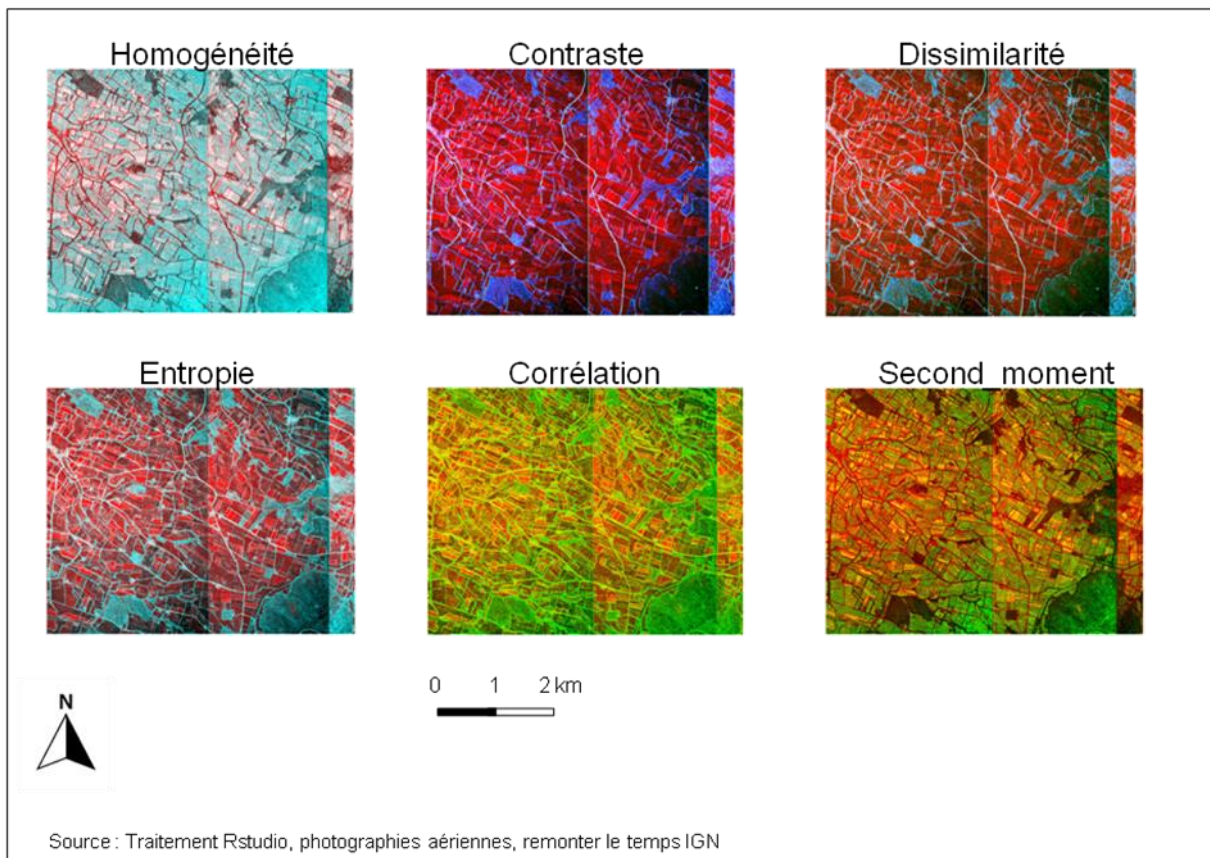 Homogénéité
Contraste
Dissimilarité
Entropie
Corrélation
Second_moment
0 1 2 km
N
Source : Traitement Rstudio, photographies aériennes, remonter le temps IGN